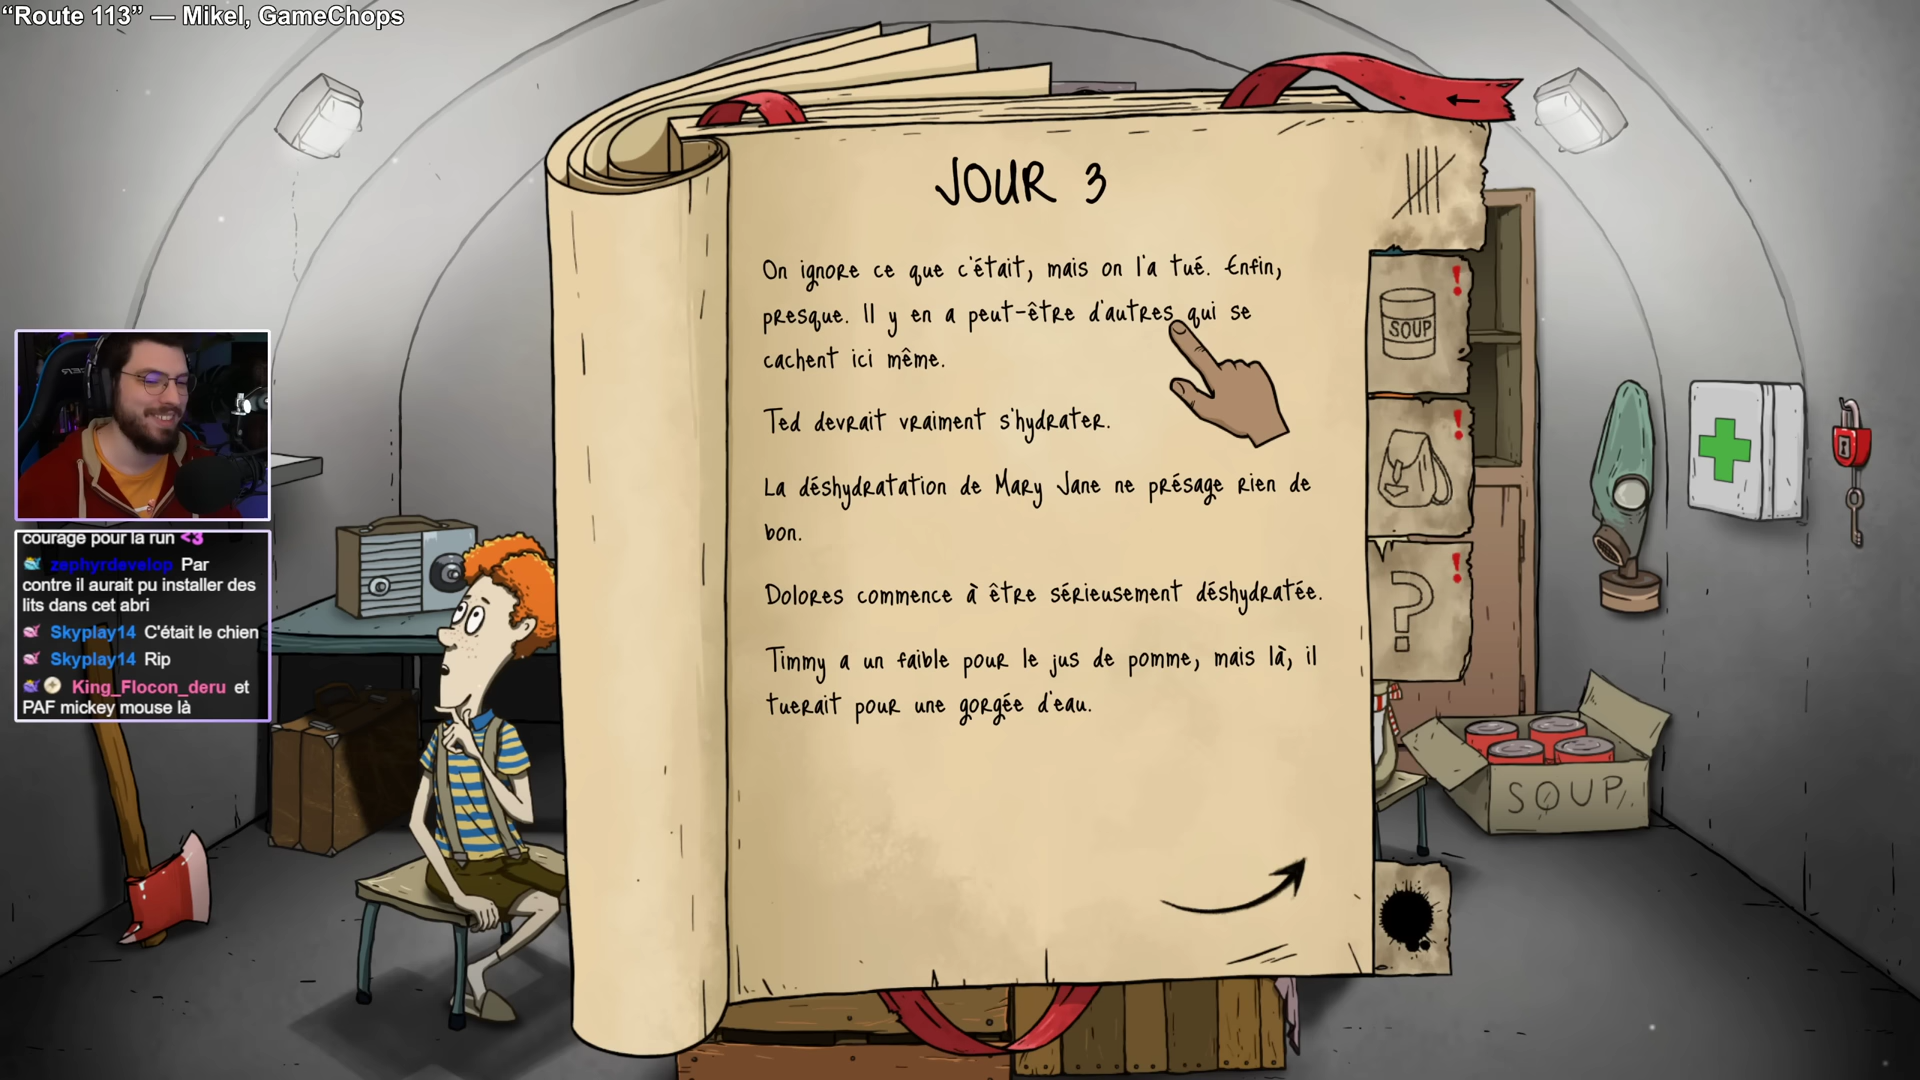 “Route 113” — Mikel, GameChops
JOUR 3
On ignore ce que c'était, mais on l'a tué. Enfin,
presque. Il y en a peut-être d'autres qui se
cachent ici même.
Ted devrait vraiment s'hydrater.
La déshydratation de Mary Jane ne présage rien de
bon.
Dolores commence à être sérieusement déshydratée.
Timmy a un faible pour le jus de pomme, mais là, il
tuerait pour une gorgée d'eau.
!
SOUP
!
!
?
SOUP
courage pour la run <3
zephyrdevelop Par
contre il aurait pu installer des
lits dans cet abri
Skyplay14 C'était le chien
Skyplay14 Rip
King_Flocon_deru et
PAF mickey mouse là